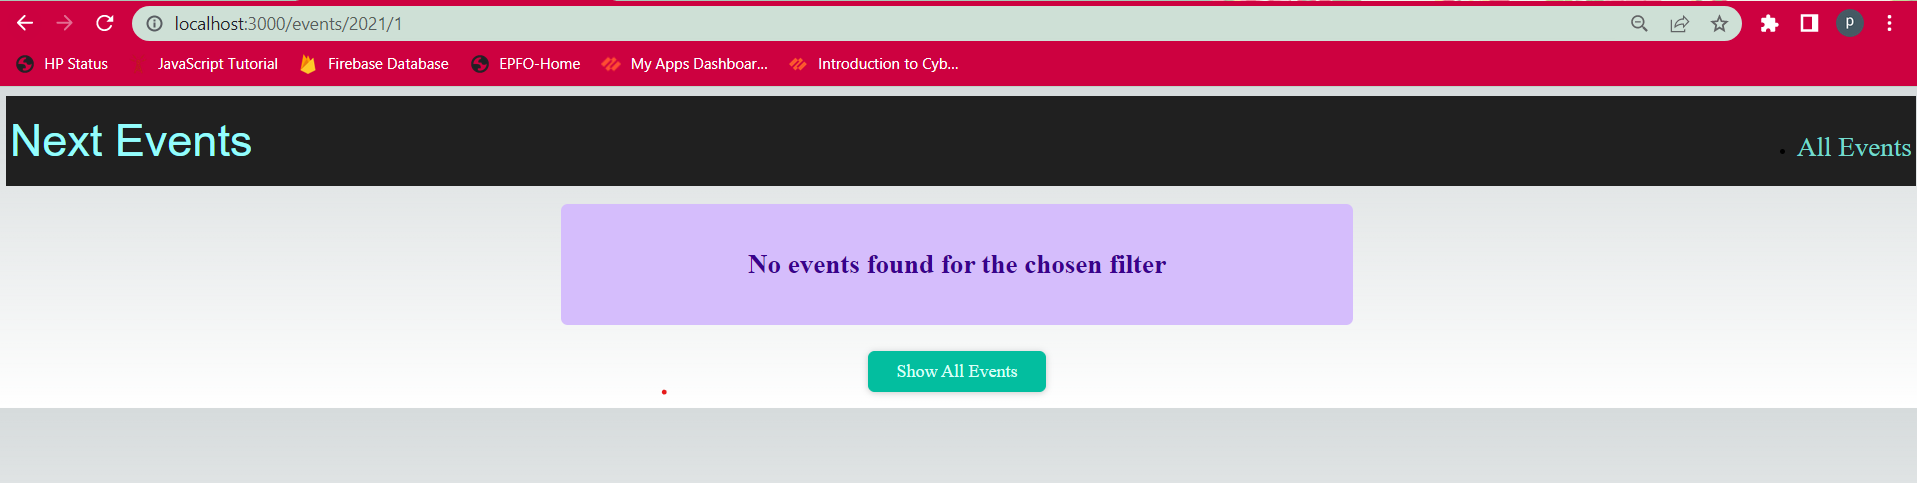 localhost:3000/events/2021/1
p
HP Status JavaScript Tutorial Firebase Database EPFO-Home My Apps Dashboar... Introduction to Cyb...
Next Events
All Events
No events found for the chosen filter
Show All Events